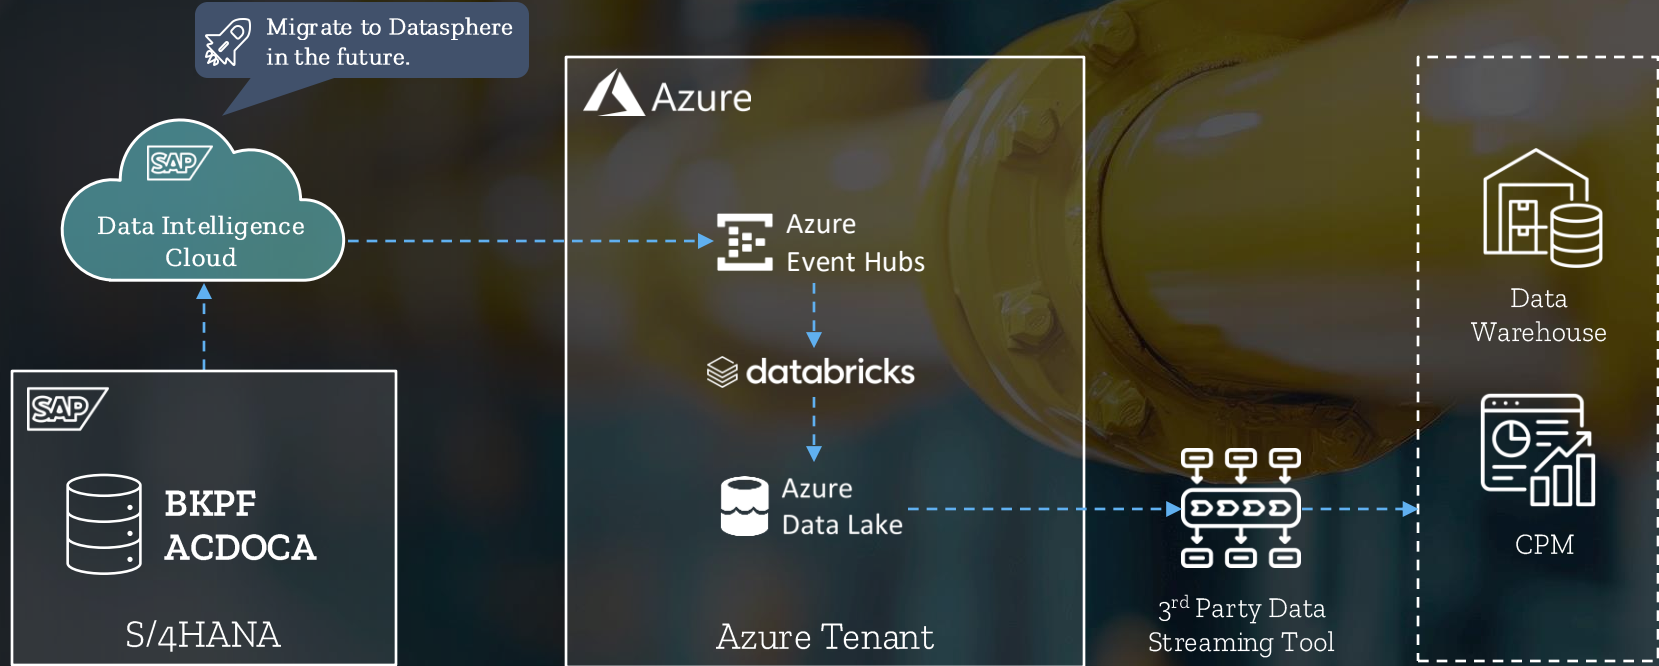 Migrate to Datasphere
in the future.
SAP
Data Intelligence
Cloud
SAP
BKPF
ACDOCA
S/4HANA
Azure
Azure
Event Hubs
databricks
Azure
Data Lake
Azure Tenant
3rd Party Data
Streaming Tool
Data
Warehouse
CPM